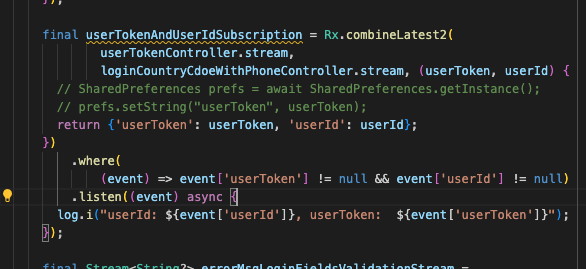 });
final userTokenAndUserIdSubscription = Rx.combineLatest2(
userTokenController.stream,
loginCountryCdoeWithPhoneController.stream, (userToken, userId) {
// SharedPreferences prefs = await SharedPreferences.getInstance();
// prefs.setString("userToken", userToken);
return {'userToken': userToken, 'userId': userId};
})
.where(
(event) => event['userToken'] != null && event['userId'] != null)
.listen((event) async {
log.i("userId: ${event['userId']}, userToken:  ${event['userToken']}");
});
final Stream<String?> errorMsgLoginFieldsValidationStream =